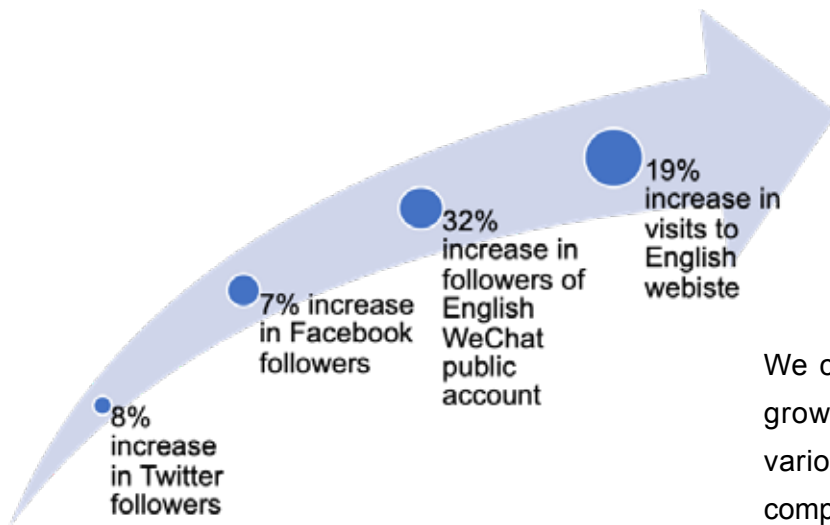 19%
increase in
visits to
English
webiste
32%
increase in
followers of
English
WeChat
public
account
7% increase
in Facebook
followers
8%
increase
in Twitter
followers
We
grow
vario
comp